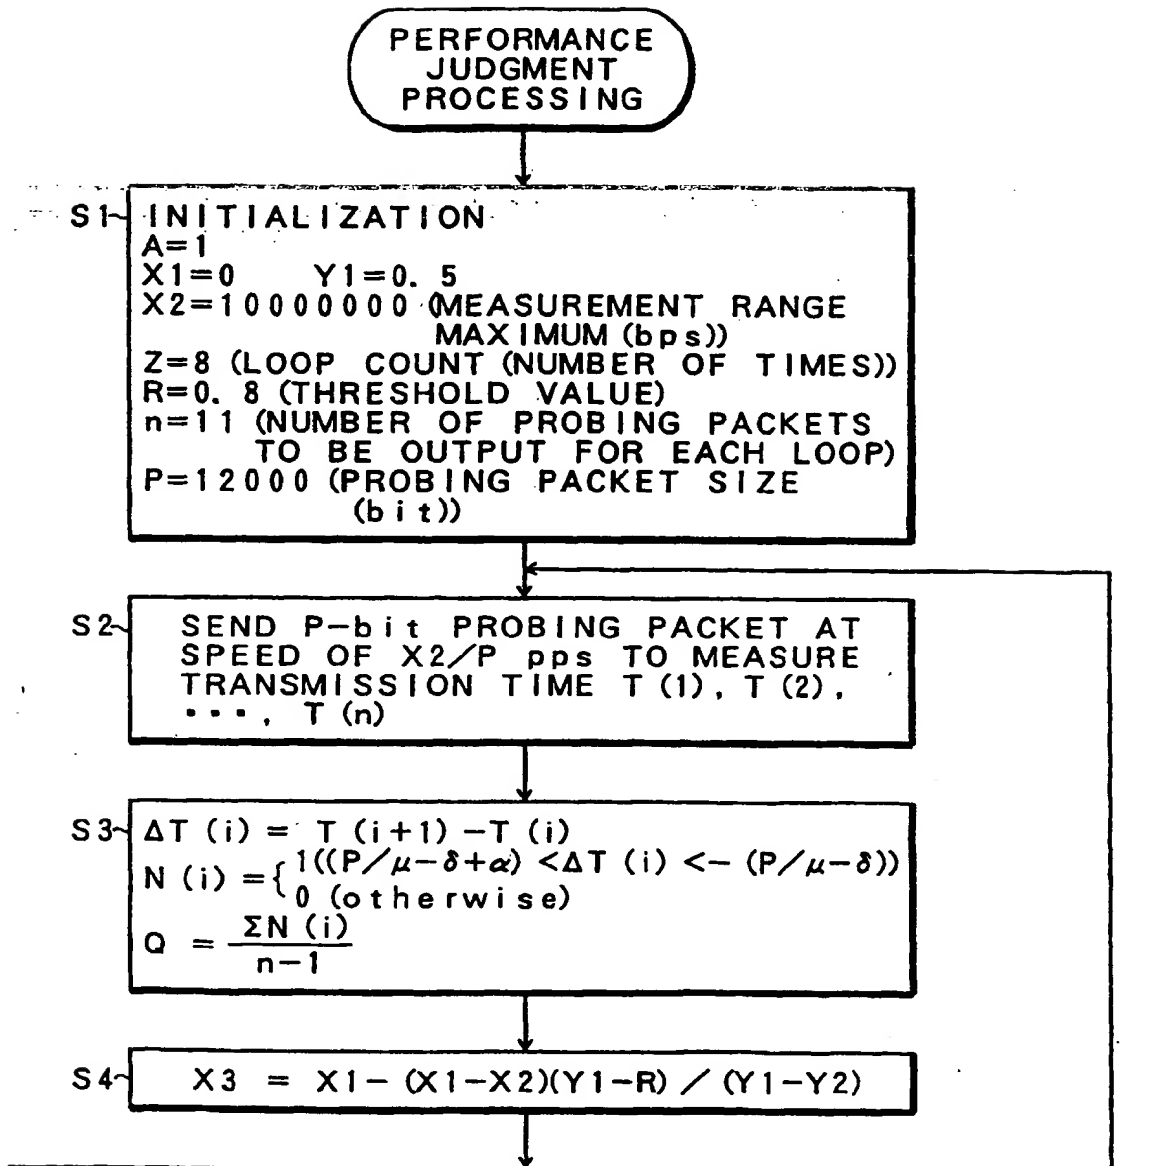 PERFORMANCE
JUDGMENT
PROCESSING
S1
INITIALIZATION
A=1
X1=0 Y1=0.5
X2=10000000 (MEASUREMENT RANGE
MAXIMUM (bps))
Z=8 (LOOP COUNT (NUMBER OF TIMES))
R=0.8 (THRESHOLD VALUE)
n=11 (NUMBER OF PROBING PACKETS
TO BE OUTPUT FOR EACH LOOP)
P=12000 (PROBING PACKET SIZE
(bit))
S2
SEND P-bit PROBING PACKET AT
SPEED OF X2/P pps TO MEASURE
TRANSMISSION TIME T(1), T(2),
•••, T(n)
S3
ΔT(i) = T(i+1)-T(i)
N(i)={1((P/μ-δ+α)<ΔT(i)<-(P/μ-δ))
0 (otherwise)
Q = ΣN(i)
n-1
S4
X3 = X1-(X1-X2)(Y1-R)/(Y1-Y2)